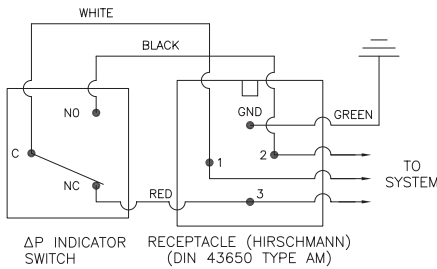 WHITE
BLACK
NO
GND
GREEN
C
1
2
NC
RED
3
TO
SYSTEM
ΔP INDICATOR
SWITCH
RECEPTACLE (HIRSCHMANN)
(DIN 43650 TYPE AM)